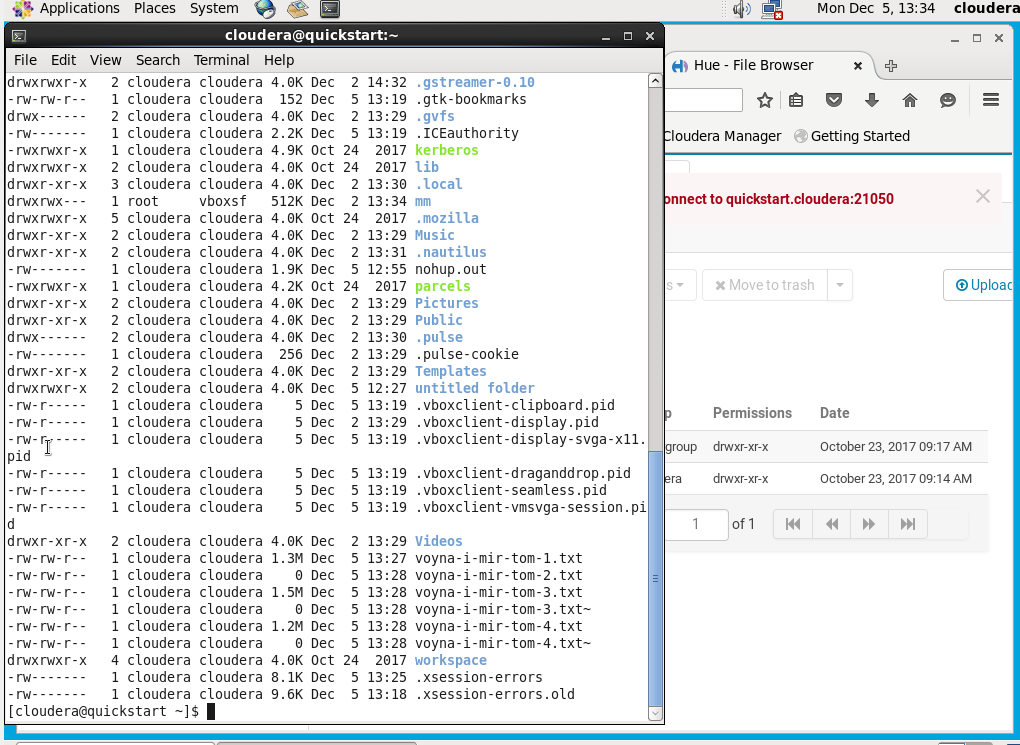 Applications Places System Mon Dec 5, 13:34 cloudera
cloudera@quickstart:~
File Edit View Search Terminal Help
drwxrwxr-x 2 cloudera cloudera 4.0K Dec 2 14:32 .gstreamer-0.10
-rw-rw-r-- 1 cloudera cloudera 152 Dec 5 13:19 .gtk-bookmarks
drwx------ 2 cloudera cloudera 4.0K Dec 2 13:29 .gvfs
-rw------- 1 cloudera cloudera 2.2K Dec 5 13:19 .ICEauthority
-rwxrwxr-x 1 cloudera cloudera 4.9K Oct 24 2017 kerberos
drwxrwxr-x 2 cloudera cloudera 4.0K Oct 24 2017 lib
drwxr-xr-x 3 cloudera cloudera 4.0K Dec 2 13:30 .local
drwxrwx--- 1 root vboxsf 512K Dec 2 13:34 mm
drwxrwxr-x 5 cloudera cloudera 4.0K Oct 24 2017 .mozilla
drwxr-xr-x 2 cloudera cloudera 4.0K Dec 2 13:29 Music
drwxr-xr-x 2 cloudera cloudera 4.0K Dec 2 13:31 .nautilus
-rw------- 1 cloudera cloudera 1.9K Dec 5 12:55 nohup.out
-rwxrwxr-x 1 cloudera cloudera 4.2K Oct 24 2017 parcels
drwxr-xr-x 2 cloudera cloudera 4.0K Dec 2 13:29 Pictures
drwxr-xr-x 2 cloudera cloudera 4.0K Dec 2 13:29 Public
drwx------ 2 cloudera cloudera 4.0K Dec 2 13:30 .pulse
-rw------- 1 cloudera cloudera 256 Dec 2 13:29 .pulse-cookie
drwxr-xr-x 2 cloudera cloudera 4.0K Dec 2 13:29 Templates
drwxrwxr-x 2 cloudera cloudera 4.0K Dec 5 12:27 untitled folder
-rw-r----- 1 cloudera cloudera 5 Dec 5 13:19 .vboxclient-clipboard.pid
-rw-r----- 1 cloudera cloudera 5 Dec 2 13:29 .vboxclient-display.pid
-rw-r----- 1 cloudera cloudera 5 Dec 5 13:19 .vboxclient-display-svga-x11.
pid
-rw-r----- 1 cloudera cloudera 5 Dec 5 13:19 .vboxclient-draganddrop.pid
-rw-r----- 1 cloudera cloudera 5 Dec 5 13:19 .vboxclient-seamless.pid
-rw-r----- 1 cloudera cloudera 5 Dec 5 13:19 .vboxclient-vmsvga-session.pi
d
drwxr-xr-x 2 cloudera cloudera 4.0K Dec 2 13:29 Videos
-rw-rw-r-- 1 cloudera cloudera 1.3M Dec 5 13:27 voyna-i-mir-tom-1.txt
-rw-rw-r-- 1 cloudera cloudera 0 Dec 5 13:28 voyna-i-mir-tom-2.txt
-rw-rw-r-- 1 cloudera cloudera 1.5M Dec 5 13:28 voyna-i-mir-tom-3.txt
-rw-rw-r-- 1 cloudera cloudera 0 Dec 5 13:28 voyna-i-mir-tom-3.txt~
-rw-rw-r-- 1 cloudera cloudera 1.2M Dec 5 13:28 voyna-i-mir-tom-4.txt
-rw-rw-r-- 1 cloudera cloudera 0 Dec 5 13:28 voyna-i-mir-tom-4.txt~
drwxrwxr-x 4 cloudera cloudera 4.0K Oct 24 2017 workspace
-rw------- 1 cloudera cloudera 8.1K Dec 5 13:25 .xsession-errors
-rw------- 1 cloudera cloudera 9.6K Dec 5 13:18 .xsession-errors.old
[cloudera@quickstart ~]$
Hue - File Browser
Cloudera Manager Getting Started
onnect to quickstart.cloudera:21050
s Move to trash Upload
p Permissions Date
group drwxr-xr-x October 23, 2017 09:17 AM
era drwxr-xr-x October 23, 2017 09:14 AM
1 of 1